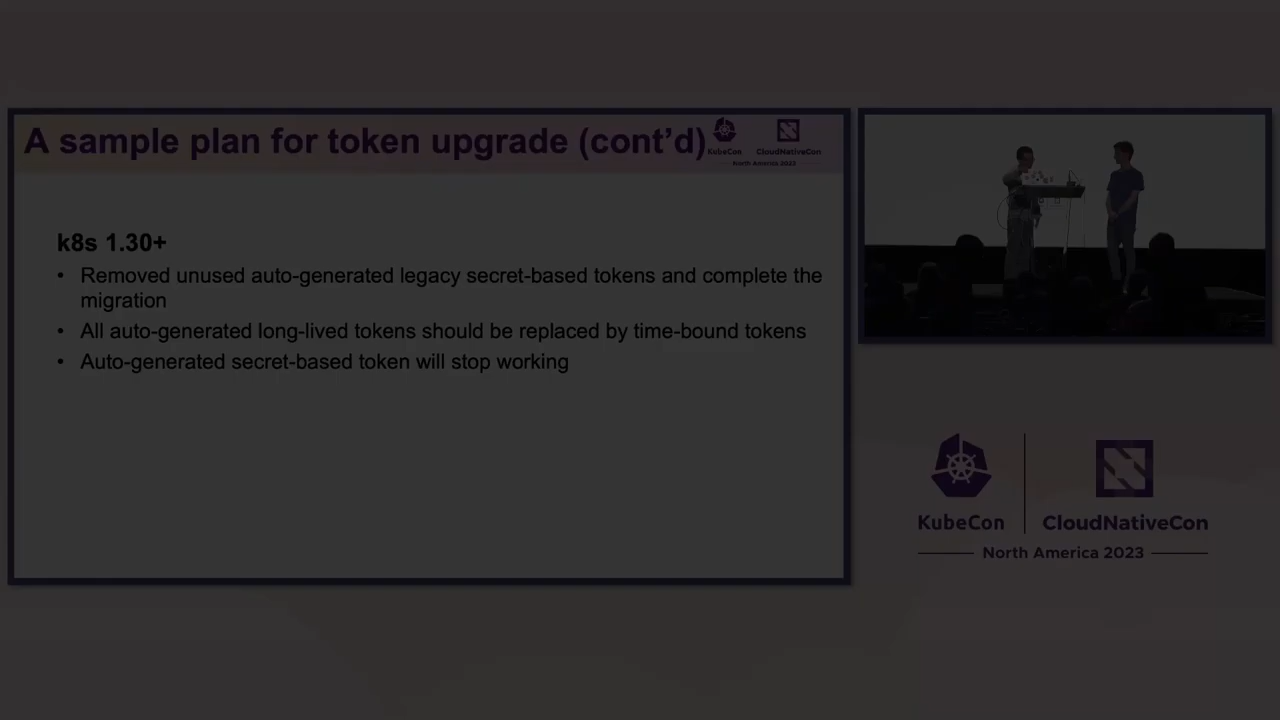 A sample plan for token upgrade (cont'd)
KubeCon
CloudNativeCon
North America 2023
k8s 1.30+
• Removed unused auto-generated legacy secret-based tokens and complete the
migration
• All auto-generated long-lived tokens should be replaced by time-bound tokens
• Auto-generated secret-based token will stop working
KubeCon
CloudNativeCon
North America 2023